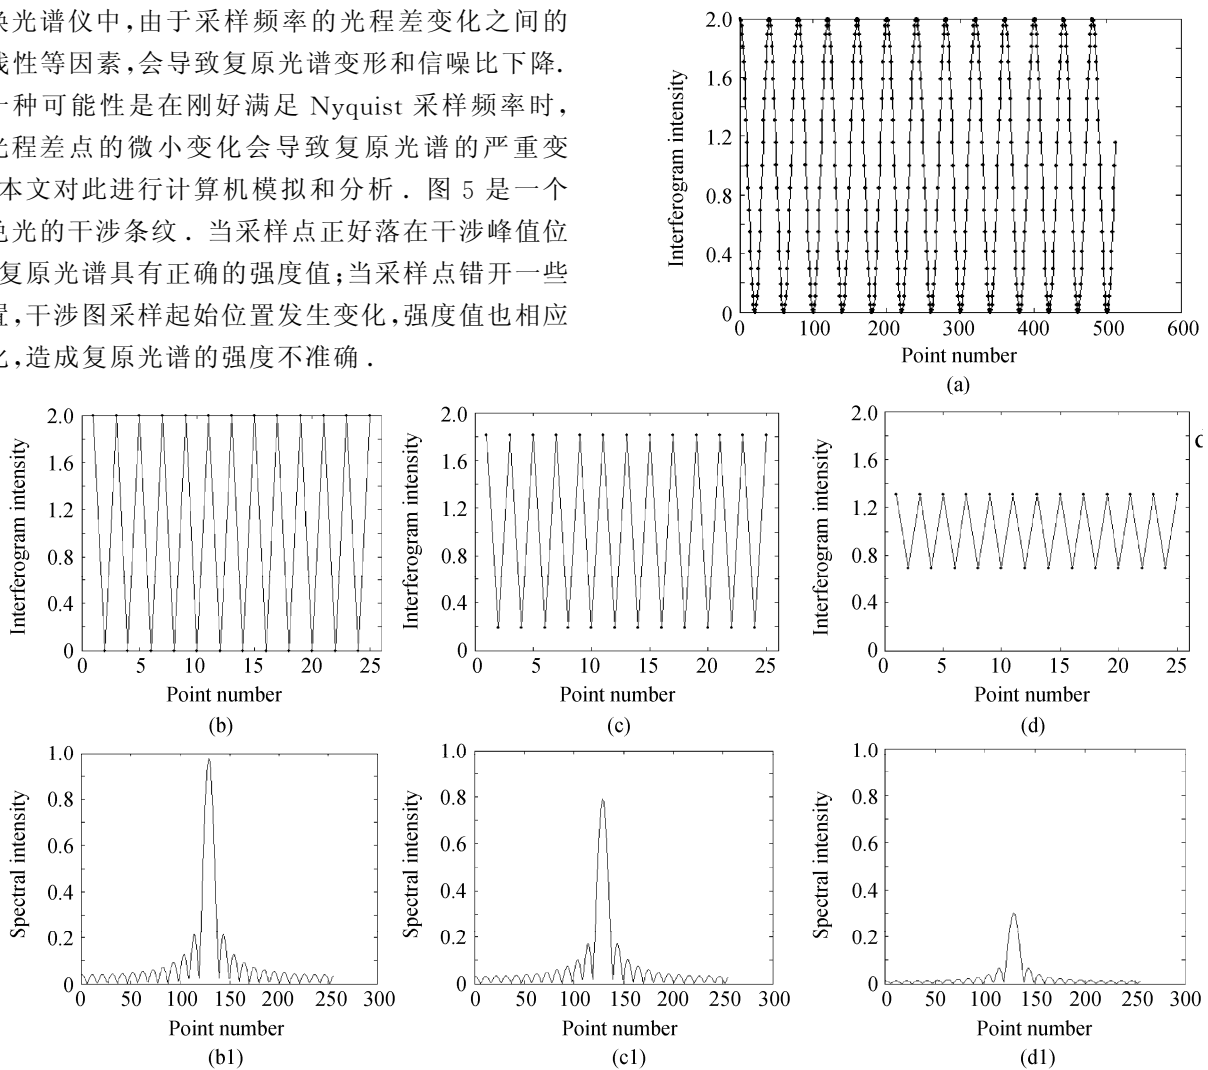 换光谱仪中,由于采样频率的光程差变化之间的
线性等因素,会导致复原光谱变形和信噪比下降.
一种可能性是在刚好满足 Nyquist 采样频率时,
光程差点的微小变化会导致复原光谱的严重变
本文对此进行计算机模拟和分析. 图 5 是一个
色光的干涉条纹. 当采样点正好落在干涉峰值位
复原光谱具有正确的强度值;当采样点错开一些
置,干涉图采样起始位置发生变化,强度值也相应
化,造成复原光谱的强度不准确.
Interferogram intensity
2.0
1.6
1.2
0.8
0.4
0
0 100 200 300 400 500 600
Point number
(a)
Interferogram intensity
2.0
1.6
1.2
0.8
0.4
0
0 5 10 15 20 25
Point number
(b)
Interferogram intensity
2.0
1.6
1.2
0.8
0.4
0
0 5 10 15 20 25
Point number
(c)
Interferogram intensity
2.0
1.6
1.2
0.8
0.4
0
0 5 10 15 20 25
Point number
(d)
Spectral intensity
1.0
0.8
0.6
0.4
0.2
0
0 50 100 150 200 250 300
Point number
(b1)
Spectral intensity
1.0
0.8
0.6
0.4
0.2
0
0 50 100 150 200 250 300
Point number
(c1)
Spectral intensity
1.0
0.8
0.6
0.4
0.2
0
0 50 100 150 200 250 300
Point number
(d1)